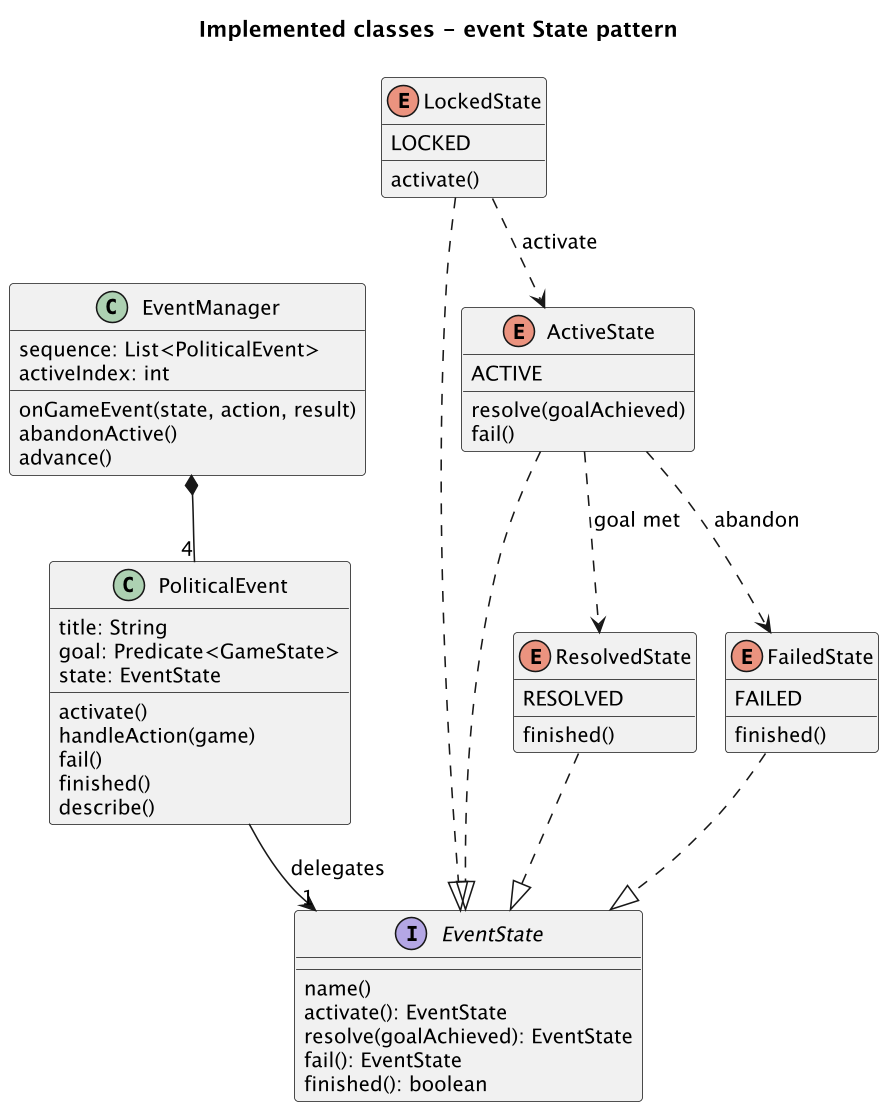 Implemented classes – event State pattern
E LockedState
LOCKED
activate()
activate
C EventManager
sequence: List<PoliticalEvent>
activeIndex: int
onGameEvent(state, action, result)
abandonActive()
advance()
E ActiveState
ACTIVE
resolve(goalAchieved)
fail()
goal met
abandon
4
C PoliticalEvent
title: String
goal: Predicate<GameState>
state: EventState
activate()
handleAction(game)
fail()
finished()
describe()
E ResolvedState
RESOLVED
finished()
E FailedState
FAILED
finished()
delegates
1
I EventState
name()
activate(): EventState
resolve(goalAchieved): EventState
fail(): EventState
finished(): boolean